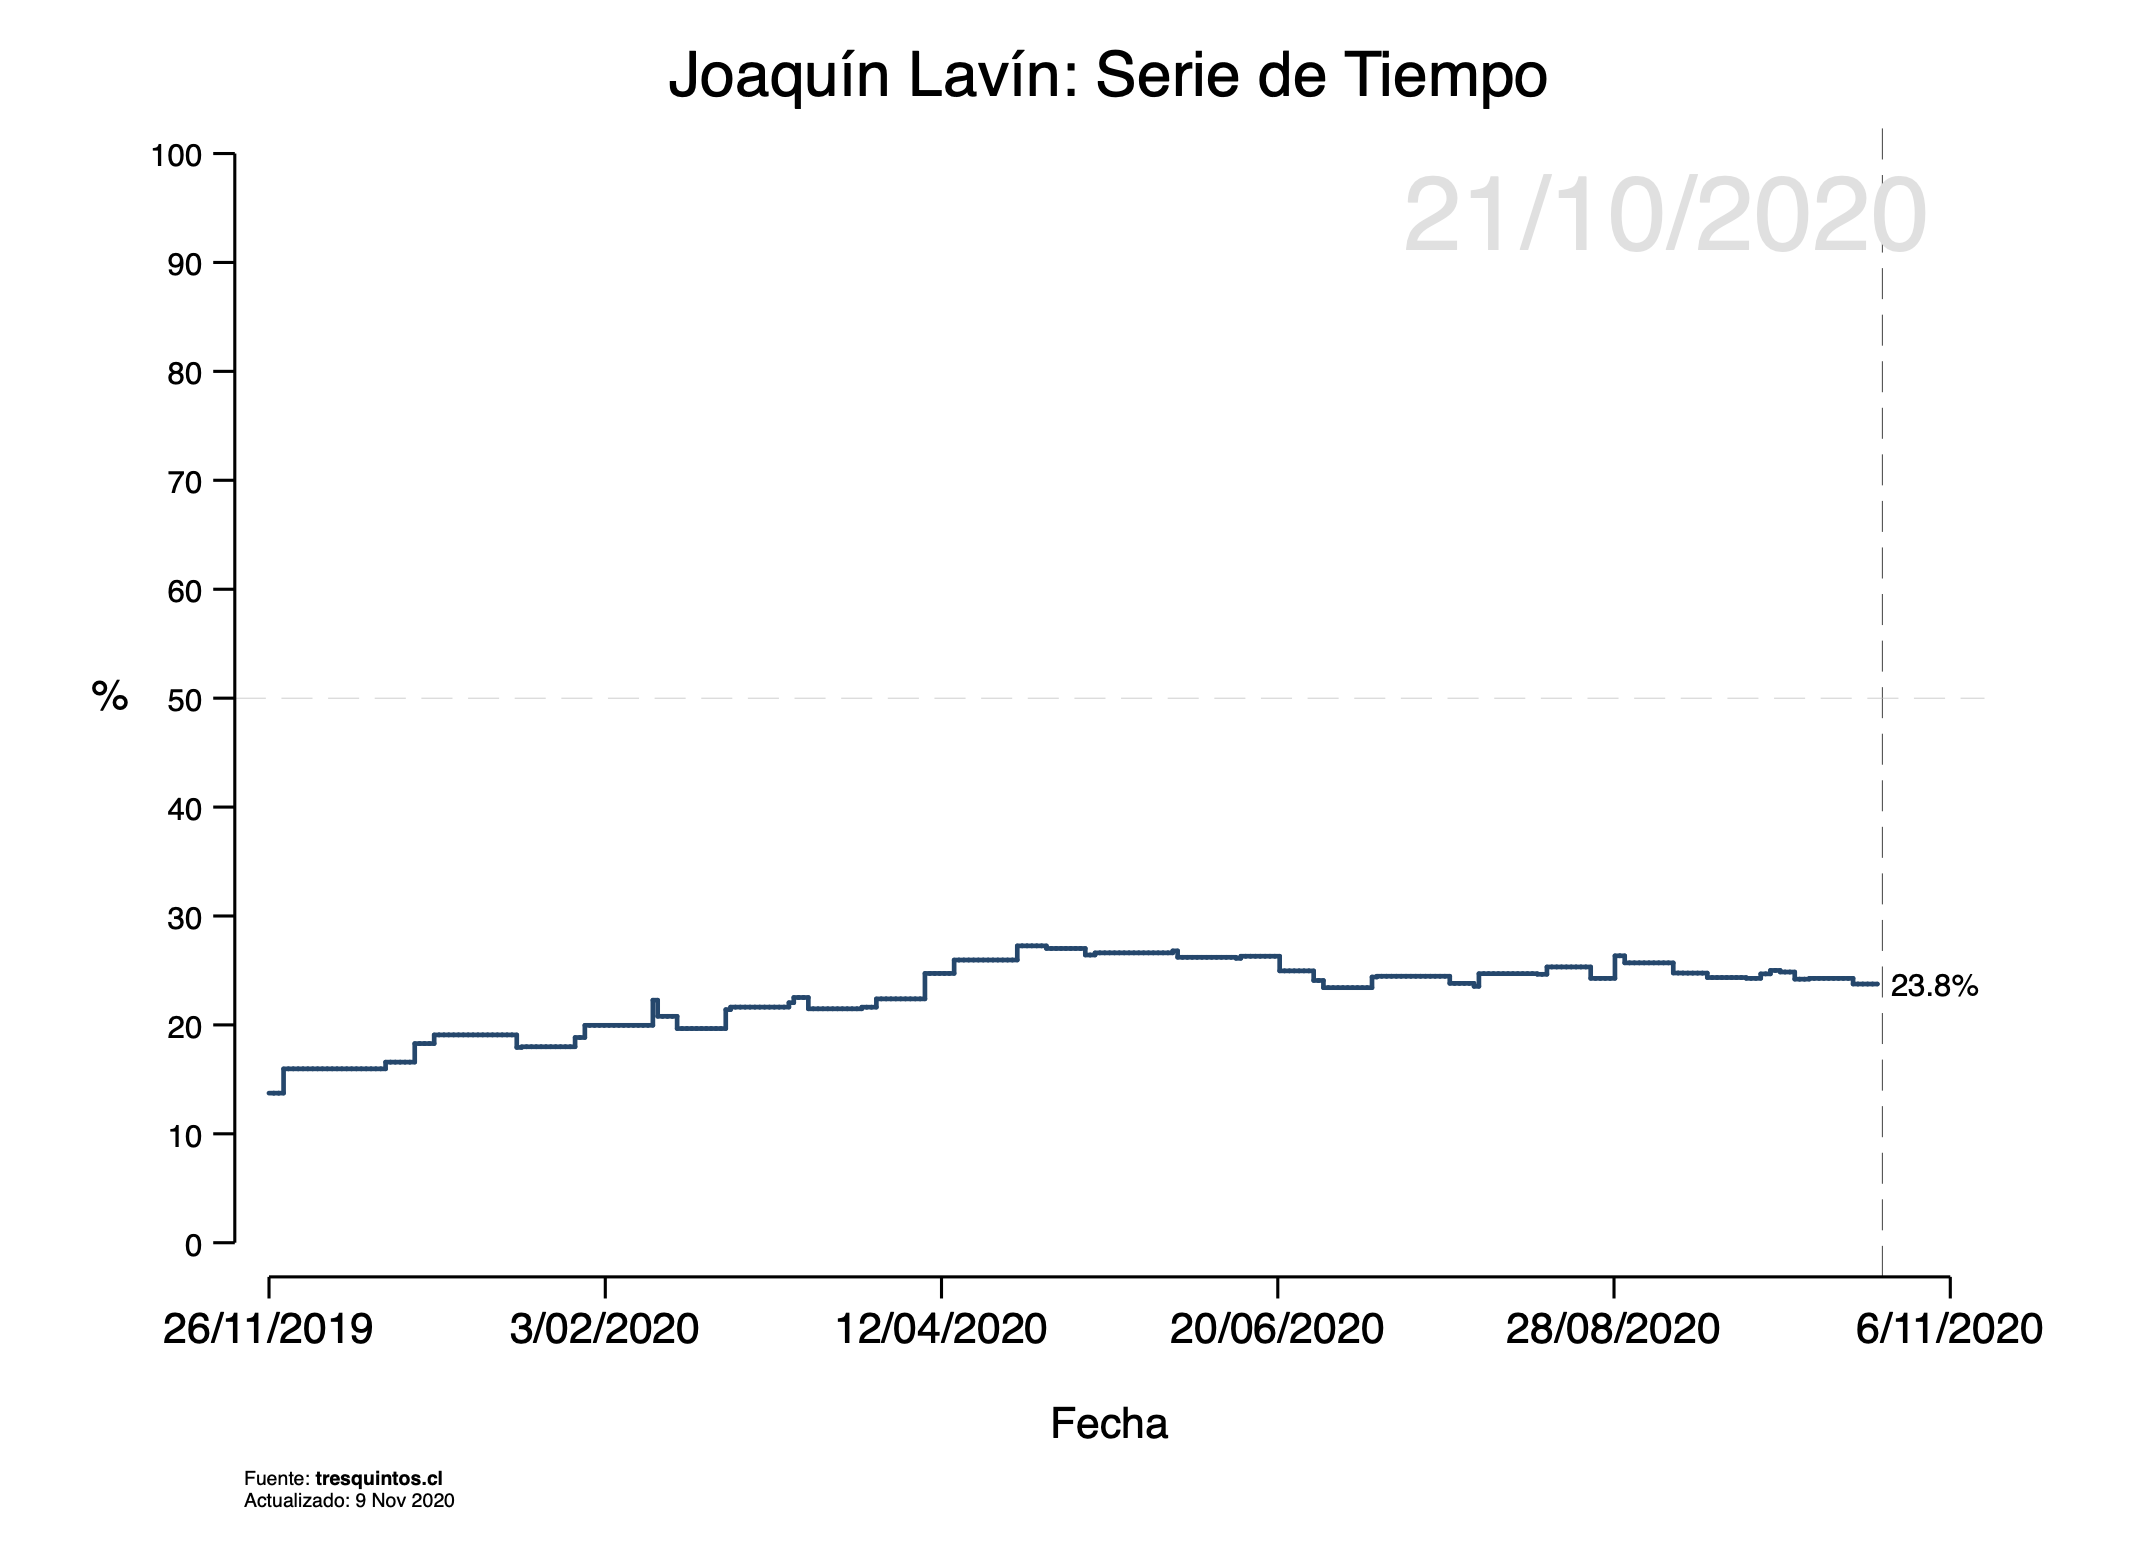 Joaquín Lavín: Serie de Tiempo
21/10/2020
100
90
80
70
60
50
40
30
20
10
0
%
23.8%
26/11/2019 3/02/2020 12/04/2020 20/06/2020 28/08/2020 6/11/2020
Fecha
Fuente: tresquintos.cl
Actualizado: 9 Nov 2020